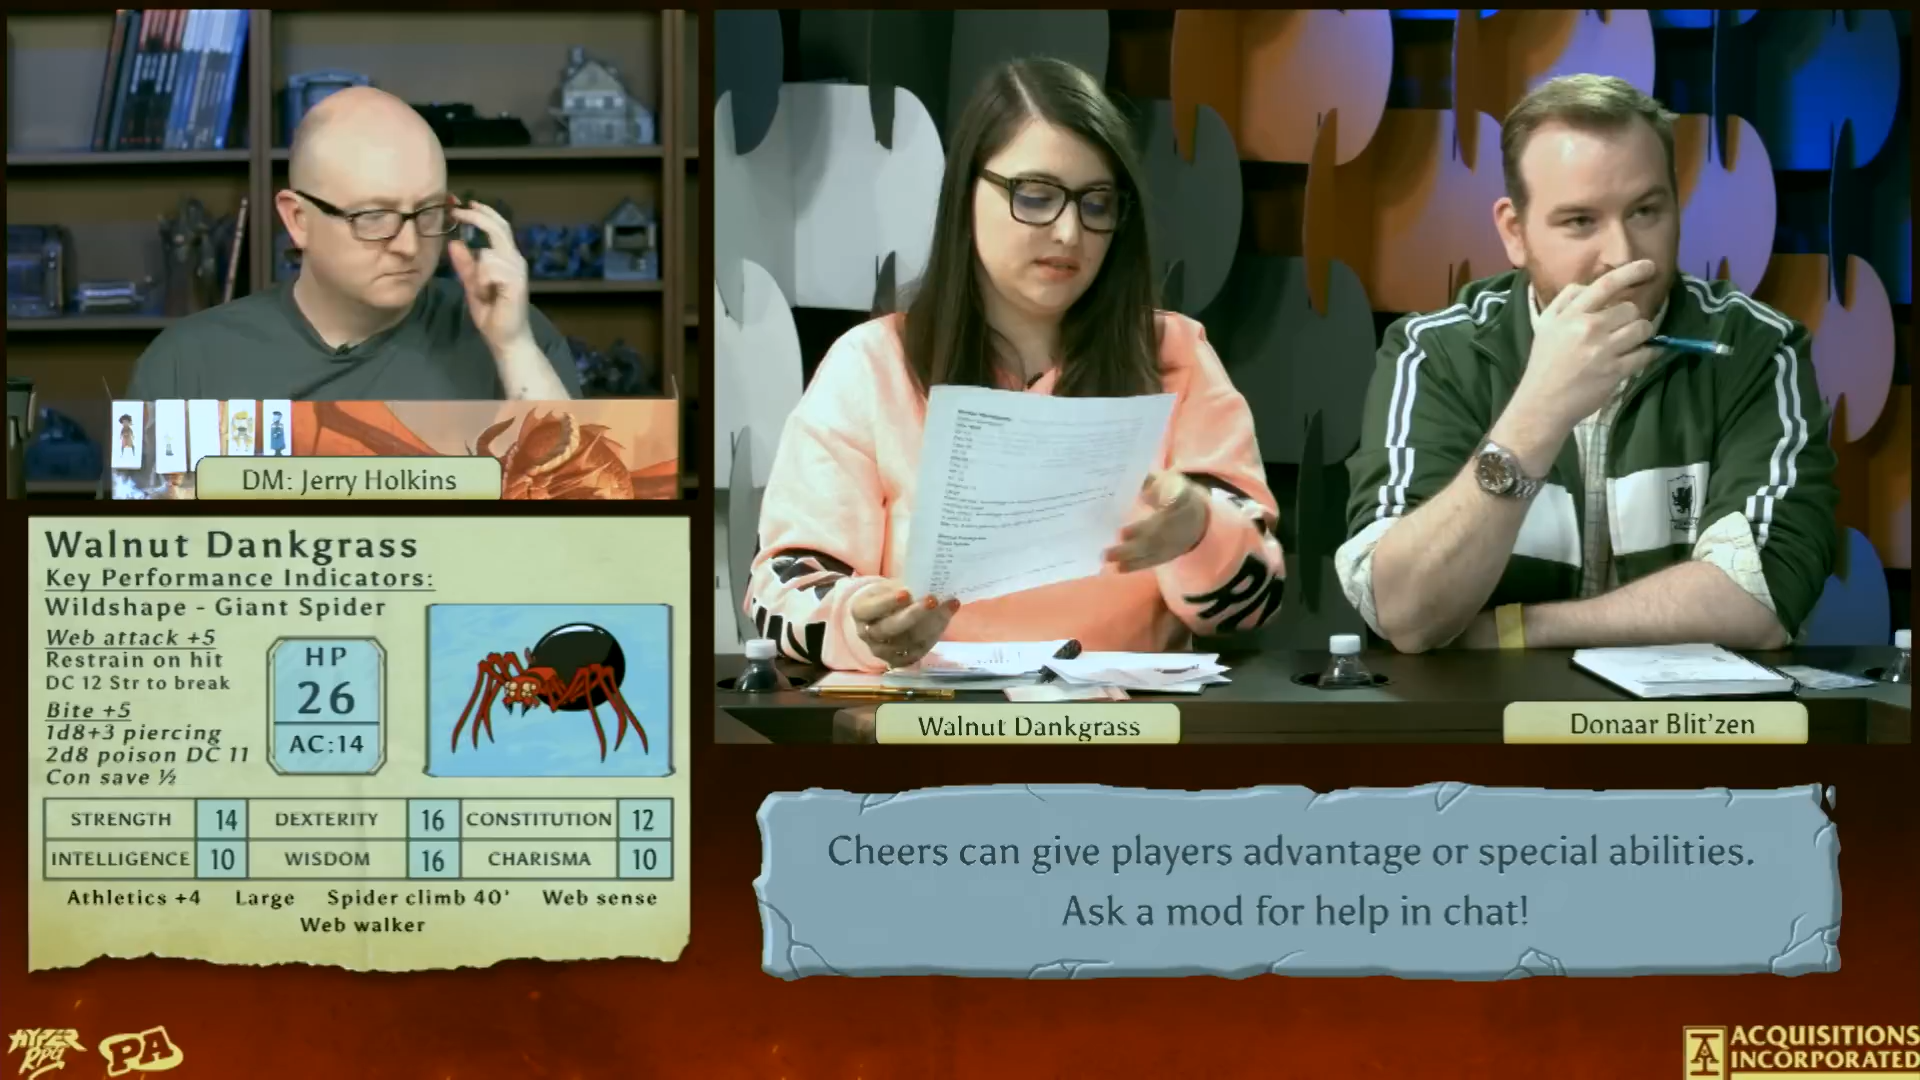 DM: Jerry Holkins
Walnut Dankgrass
Key Performance Indicators:
Wildshape - Giant Spider
Web attack +5
Restrain on hit
DC 12 Str to break
Bite +5
1d8+3 piercing
2d8 poison DC 11
Con save ½
HP
26
AC:14
STRENGTH 14 DEXTERITY 16 CONSTITUTION 12
INTELLIGENCE 10 WISDOM 16 CHARISMA 10
Athletics +4 Large Spider climb 40' Web sense
Web walker
Walnut Dankgrass
Donaar Blit'zen
Cheers can give players advantage or special abilities.
Ask a mod for help in chat!
HYPER
RPG
PA
ACQUISITIONS
INCORPORATED